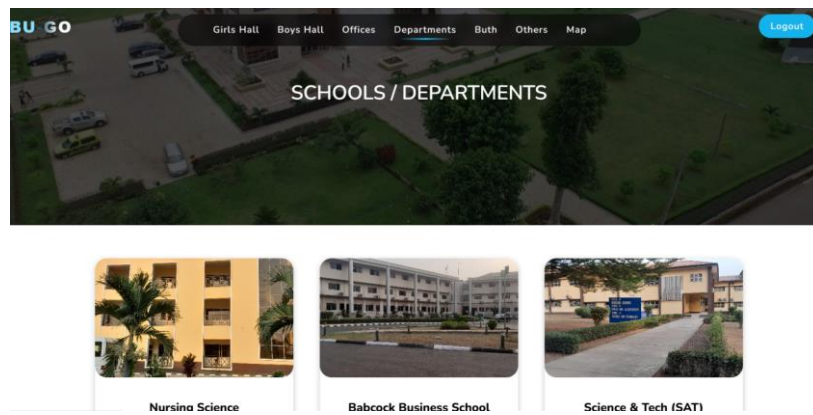 BU GO
Girls Hall Boys Hall Offices Departments Buth Others Map
Logout
SCHOOLS / DEPARTMENTS
Nursing Science
Babcock Business School
Science & Tech (SAT)